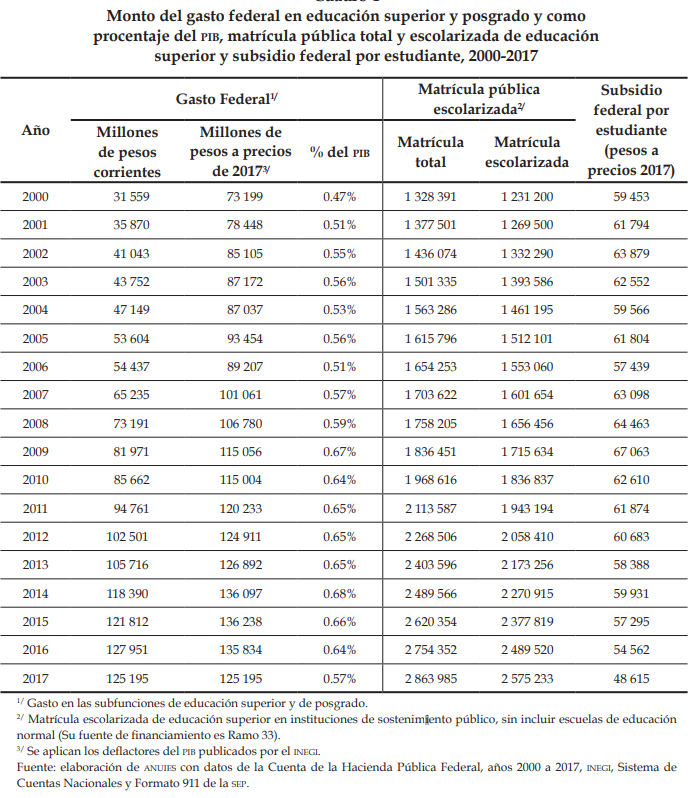 Monto del gasto federal en educación superior y posgrado y como
procentaje del PIB, matrícula pública total y escolarizada de educación
superior y subsidio federal por estudiante, 2000-2017
Año
Gasto Federal1/
Matrícula pública
escolarizada2/
Subsidio
federal por
estudiante
(pesos a
precios 2017)
Millones
de pesos
corrientes
Millones de
pesos a precios
de 20173/
% del PIB
Matrícula
total
Matrícula
escolarizada
2000 31 559 73 199 0.47% 1 328 391 1 231 200 59 453
2001 35 870 78 448 0.51% 1 377 501 1 269 500 61 794
2002 41 043 85 105 0.55% 1 436 074 1 332 290 63 879
2003 43 752 87 172 0.56% 1 501 335 1 393 586 62 552
2004 47 149 87 037 0.53% 1 563 286 1 461 195 59 566
2005 53 604 93 454 0.56% 1 615 796 1 512 101 61 804
2006 54 437 89 207 0.51% 1 654 253 1 553 060 57 439
2007 65 235 101 061 0.57% 1 703 622 1 601 654 63 098
2008 73 191 106 780 0.59% 1 758 205 1 656 456 64 463
2009 81 971 115 056 0.67% 1 836 451 1 715 634 67 063
2010 85 662 115 004 0.64% 1 968 616 1 836 837 62 610
2011 94 761 120 233 0.65% 2 113 587 1 943 194 61 874
2012 102 501 124 911 0.65% 2 268 506 2 058 410 60 683
2013 105 716 126 892 0.65% 2 403 596 2 173 256 58 388
2014 118 390 136 097 0.68% 2 489 566 2 270 915 59 931
2015 121 812 136 238 0.66% 2 620 354 2 377 819 57 295
2016 127 951 135 834 0.64% 2 754 352 2 489 520 54 562
2017 125 195 125 195 0.57% 2 863 985 2 575 233 48 615
1/ Gasto en las subfunciones de educación superior y de posgrado.
2/ Matrícula escolarizada de educación superior en instituciones de sostenimiento público, sin incluir escuelas de educación
normal (Su fuente de financiamiento es Ramo 33).
3/ Se aplican los deflactores del PIB publicados por el INEGI.
Fuente: elaboración de ANUIES con datos de la Cuenta de la Hacienda Pública Federal, años 2000 a 2017, INEGI, Sistema de
Cuentas Nacionales y Formato 911 de la SEP.